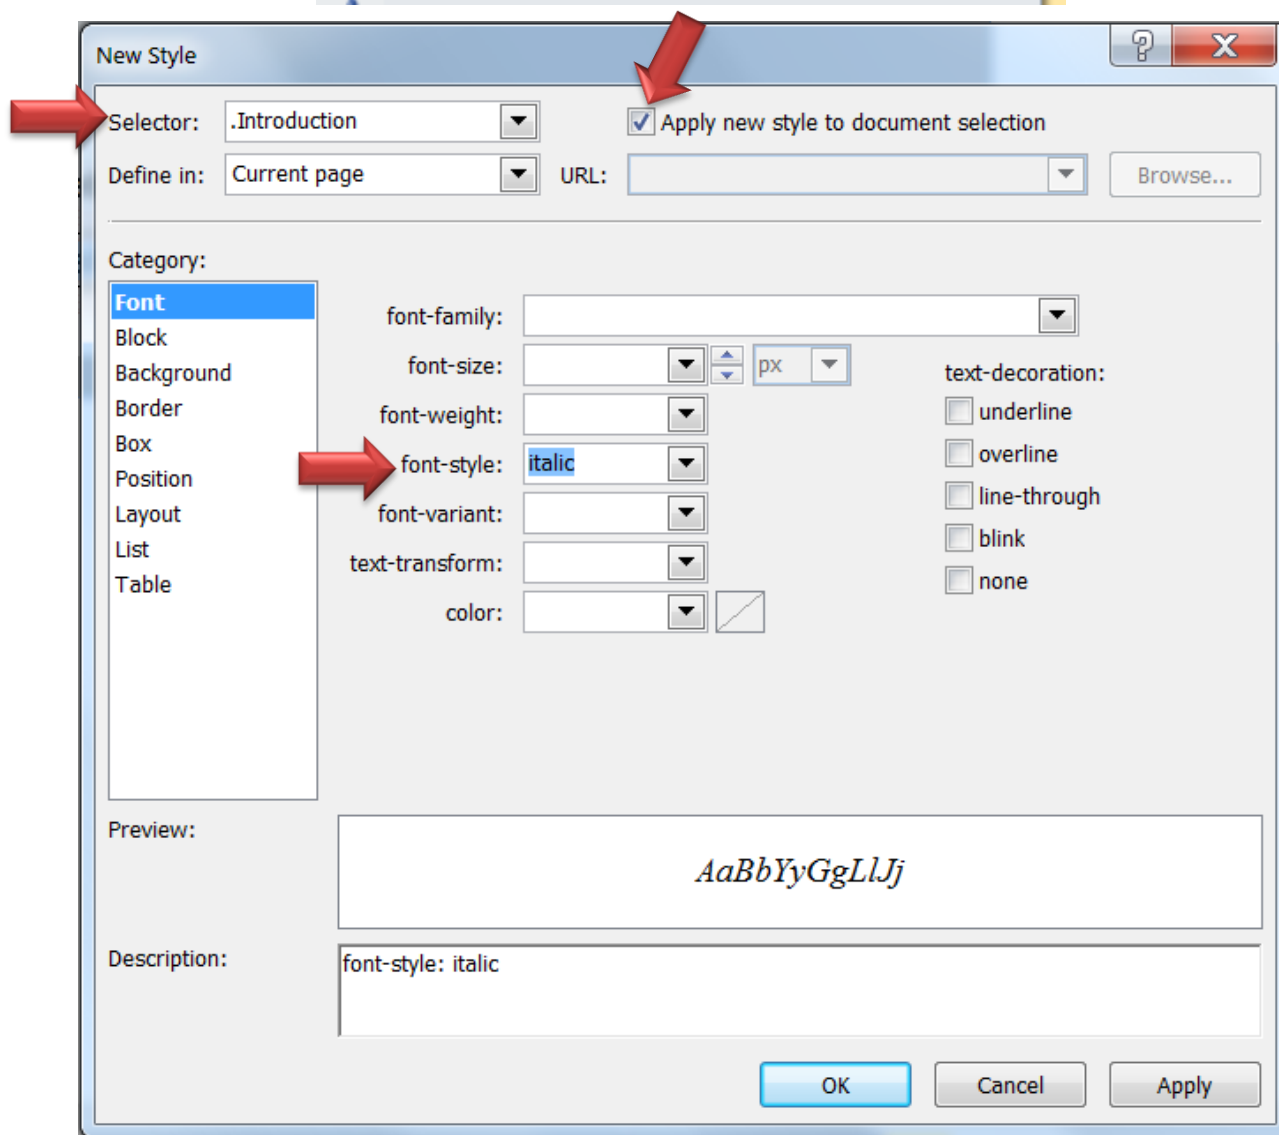 New Style
Selector: .Introduction Apply new style to document selection
Define in: Current page URL: Browse...
Category:
Font
Block
Background
Border
Box
Position
Layout
List
Table
font-family:
font-size: px
font-weight:
font-style: italic
font-variant:
text-transform:
color:
text-decoration:
underline
overline
line-through
blink
none
Preview:
AaBbYyGgLlJj
Description:
font-style: italic
OK Cancel Apply